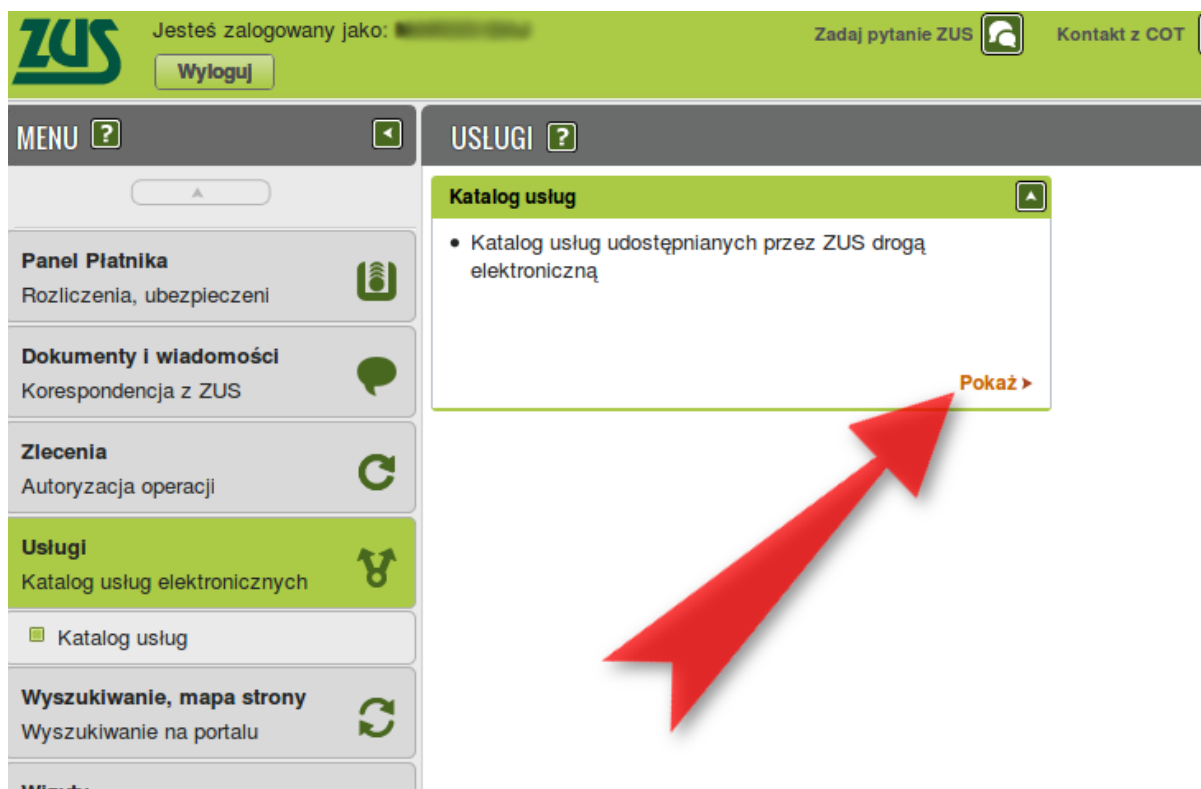 ZUS
Jesteś zalogowany jako:
Wyloguj
Zadaj pytanie ZUS
Kontakt z COT
MENU ?
USŁUGI ?
Katalog usług
• Katalog usług udostępnianych przez ZUS drogą
elektroniczną
Pokaż
Panel Płatnika
Rozliczenia, ubezpieczeni
Dokumenty i wiadomości
Korespondencja z ZUS
Zlecenia
Autoryzacja operacji
Usługi
Katalog usług elektronicznych
Katalog usług
Wyszukiwanie, mapa strony
Wyszukiwanie na portalu